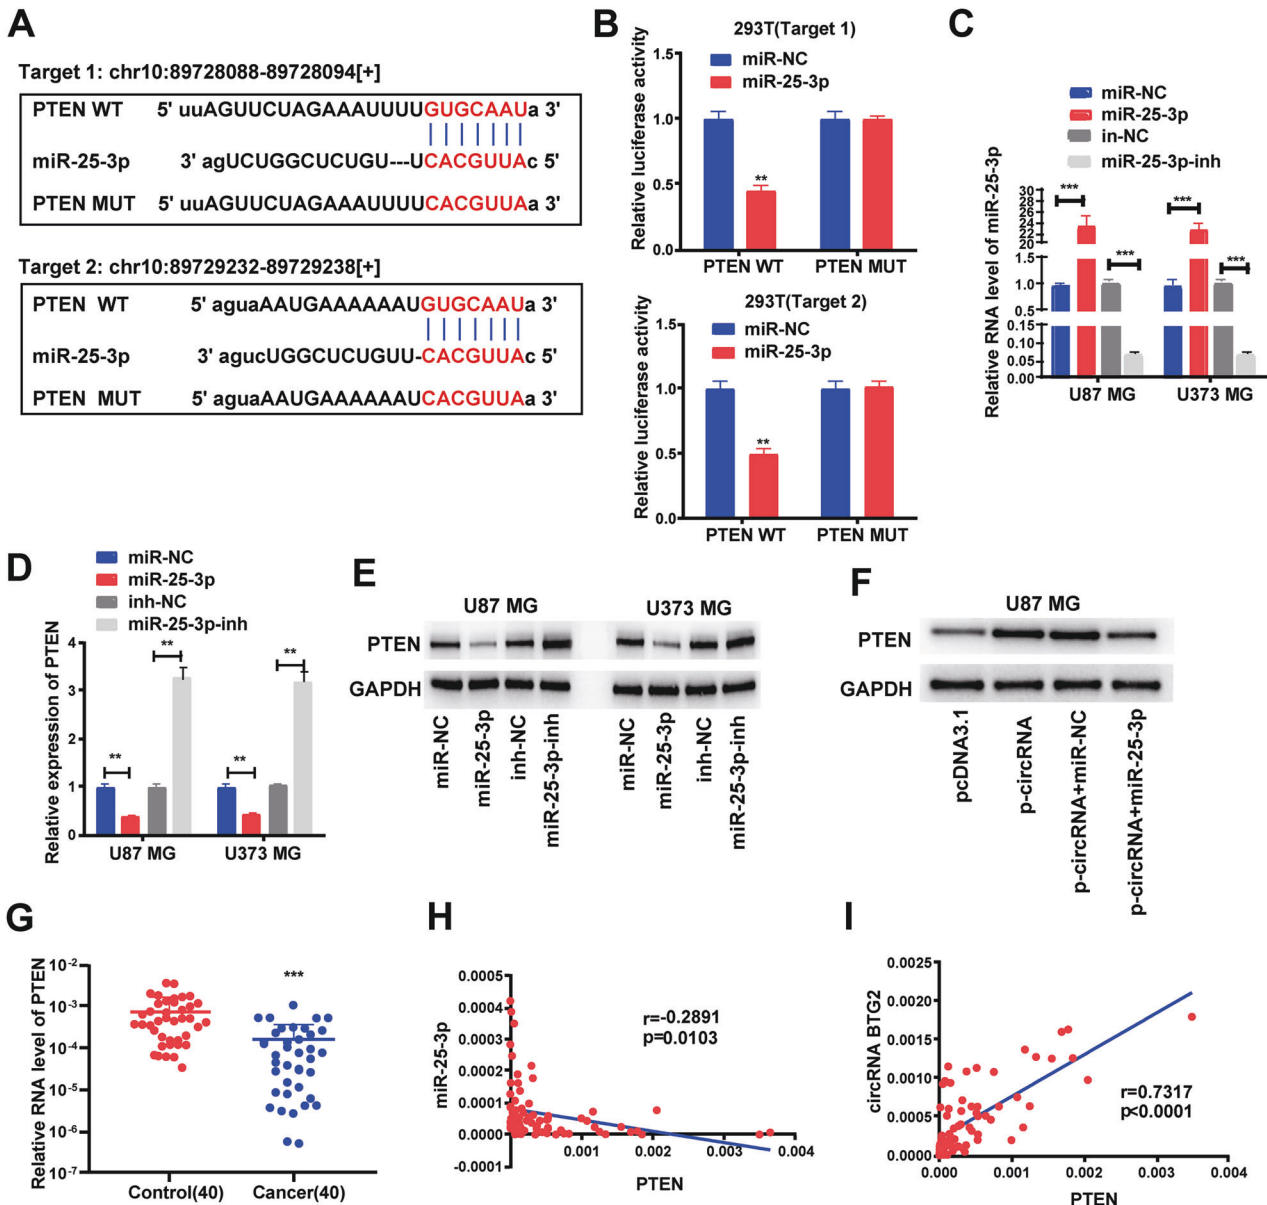 A
Target 1: chr10:89728088-89728094[+]
PTEN WT 5' uuAGUUCUAGAAAUUUUGUGCAAUa 3'
miR-25-3p 3' agUCUGGCUCUGU---UCACGUUAc 5'
PTEN MUT 5' uuAGUUCUAGAAAUUUUCACGUUAa 3'
Target 2: chr10:89729232-89729238[+]
PTEN WT 5' aguaAAUGAAAAAAUGUGCAAUa 3'
miR-25-3p 3' agucUGGCUCUGUU-CACGUUAc 5'
PTEN MUT 5' aguaAAUGAAAAAAUCACGUUAa 3'
B
293T(Target 1)
miR-NC
miR-25-3p
Relative luciferase activity
1.5
1.0
0.5
0.0
**
PTEN WT PTEN MUT
293T(Target 2)
miR-NC
miR-25-3p
Relative luciferase activity
1.5
1.0
0.5
0.0
**
PTEN WT PTEN MUT
C
miR-NC
miR-25-3p
in-NC
miR-25-3p-inh
Relative RNA level of miR-25-3p
30
28
26
24
22
20
1.5
1.0
0.5
0.15
0.10
0.05
0.00
*** *** *** ***
U87 MG U373 MG
D
miR-NC
miR-25-3p
inh-NC
miR-25-3p-inh
Relative expression of PTEN
4
3
2
1
0
** ** ** **
U87 MG U373 MG
E
U87 MG U373 MG
PTEN
GAPDH
miR-NC
miR-25-3p
inh-NC
miR-25-3p-inh
miR-NC
miR-25-3p
inh-NC
miR-25-3p-inh
F
U87 MG
PTEN
GAPDH
pcDNA3.1
p-circRNA
p-circRNA+miR-NC
p-circRNA+miR-25-3p
G
Relative RNA level of PTEN
10-2
10-3
10-4
10-5
10-6
10-7
***
Control(40) Cancer(40)
H
miR-25-3p
0.0005
0.0004
0.0003
0.0002
0.0001
0.0000
-0.0001
r=-0.2891
p=0.0103
0.001 0.002 0.003 0.004
PTEN
I
circRNA BTG2
0.0025
0.0020
0.0015
0.0010
0.0005
0.0000
r=0.7317
p<0.0001
0.000 0.001 0.002 0.003 0.004
PTEN